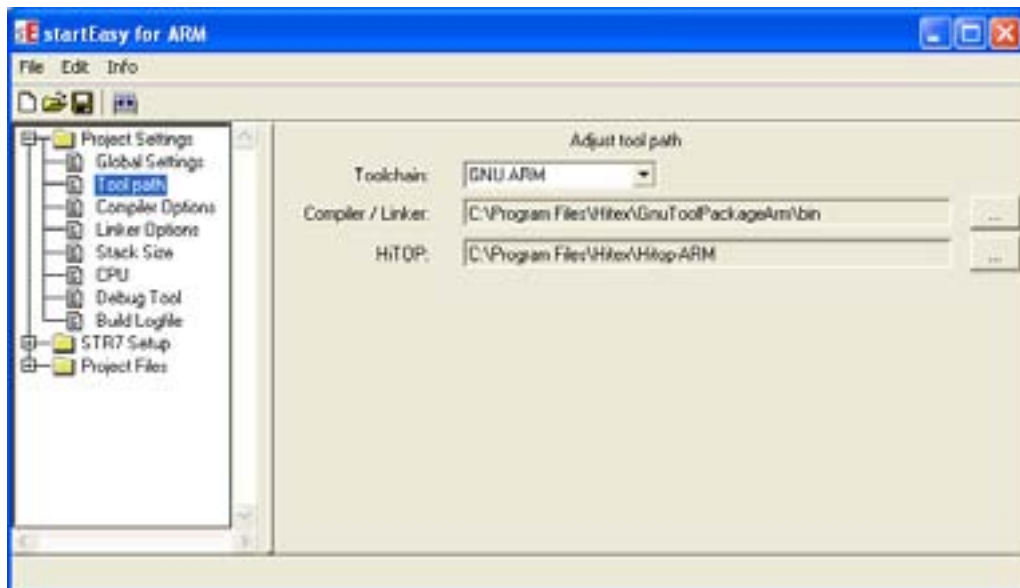 startEasy for ARM
File Edit Info
Project Settings
Global Settings
Tool path
Compiler Options
Linker Options
Stack Size
CPU
Debug Tool
Build Logfile
STR7 Setup
Project Files
Adjust tool path
Toolchain: GNU ARM
Compiler / Linker: C:\Program Files\Hitex\GnuToolPackageArm\bin ...
HiTOP: C:\Program Files\Hitex\Hitop-ARM ...